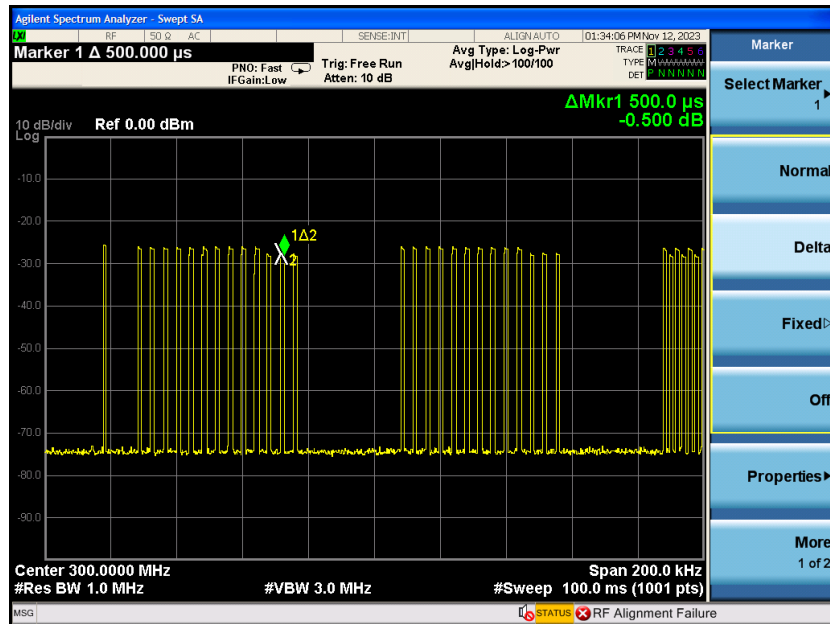 Agilent Spectrum Analyzer - Swept SA
LXI RF 50 Ω AC SENSE:INT ALIGN AUTO 01:34:06 PM Nov 12, 2023
Marker 1 Δ 500.000 µs
PNO: Fast
IFGain:Low
Trig: Free Run
Atten: 10 dB
Avg Type: Log-Pwr
Avg|Hold:>100/100
TRACE 1 2 3 4 5 6
TYPE M
DET P N N N N N
ΔMkr1 500.0 µs
-0.500 dB
10 dB/div Ref 0.00 dBm
Log
-10.0
-20.0
1Δ2
2
-30.0
-40.0
-50.0
-60.0
-70.0
-80.0
-90.0
Center 300.0000 MHz Span 200.0 kHz
#Res BW 1.0 MHz #VBW 3.0 MHz #Sweep 100.0 ms (1001 pts)
MSG STATUS RF Alignment Failure
Marker
Select Marker
1
Normal
Delta
Fixed
Off
Properties
More
1 of 2